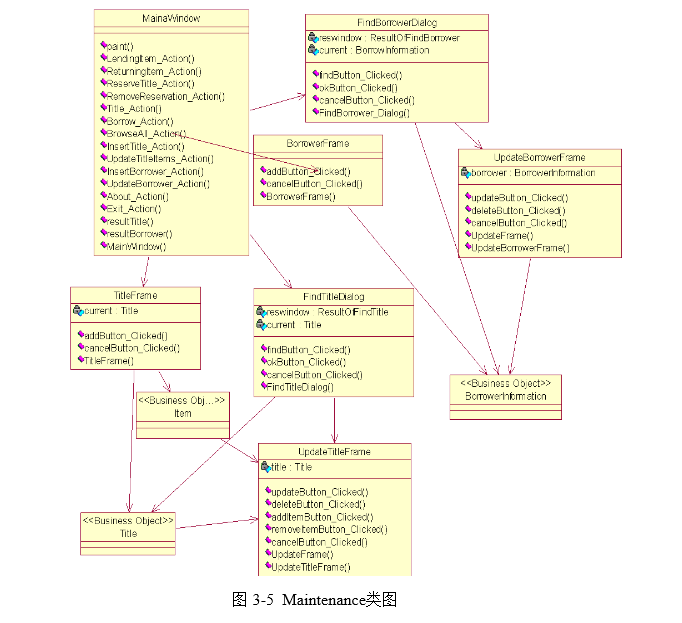 MainaWindow
paint()
LendingItem_Action()
ReturningItem_Action()
ReserveTitle_Action()
RemoveReservation_Action()
Title_Action()
Borrow_Action()
BrowseAll_Action()
InsertTitle_Action()
UpdateTitleItems_Action()
InsertBorrower_Action()
UpdateBorrower_Action()
About_Action()
Exit_Action()
resultTitle()
resultBorrower()
MainWindow()
FindBorrowerDialog
reswindow : ResultOfFindBorrower
current : BorrowInformation
findButton_Clicked()
okButton_Clicked()
cancelButton_Clicked()
FindBorrower_Dialog()
BorrowerFrame
addButton_Clicked()
cancelButton_Clicked()
BorrowerFrame()
UpdateBorrowerFrame
borrower : BorrowerInformation
updateButton_Clicked()
deleteButton_Clicked()
cancelButton_Clicked()
UpdateFrame()
UpdateBorrowerFrame()
TitleFrame
current : Title
addButton_Clicked()
cancelButton_Clicked()
TitleFrame()
FindTitleDialog
reswindow : ResultOfFindTitle
current : Title
findButton_Clicked()
okButton_Clicked()
cancelButton_Clicked()
FindTitleDialog()
<<Business Object>>
BorrowerInformation
<<Business Obj...>>
Item
UpdateTitleFrame
title : Title
updateButton_Clicked()
deleteButton_Clicked()
addItemButton_Clicked()
removeItemButton_Clicked()
cancelButton_Clicked()
UpdateFrame()
UpdateTitleFrame()
<<Business Object>>
Title
图 3-5 Maintenance类图